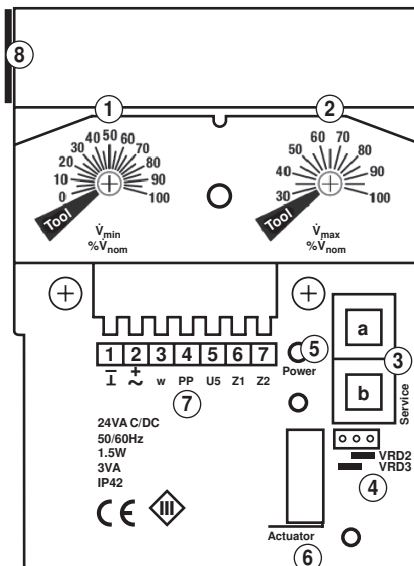 8
1
2
0 10 20 30 40 50 60 70 80 90 100
Tool
V̇min
%V̇nom
30 40 50 60 70 80 90 100
Tool
V̇max
%V̇nom
a
b
3
Service
5
Power
1 2 3 4 5 6 7
⊥ + ~ w PP U5 Z1 Z2
7
24VA C/DC
50/60Hz
1.5W
3VA
IP42
CE III
VRD2
VRD3
4
Actuator
6